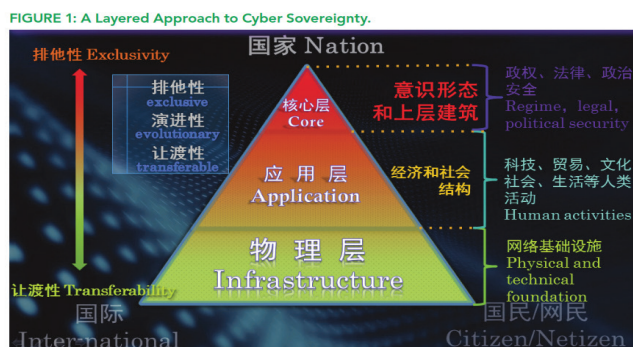 FIGURE 1: A Layered Approach to Cyber Sovereignty.
国家 Nation
排他性 Exclusivity
排他性
exclusive
演进性
evolutionary
让渡性
transferable
让渡性 Transferability
国际
International
核心层
Core
应用层
Application
物理层
Infrastructure
意识形态
和上层建筑
经济和社会
结构
政权、法律、政治
安全
Regime, legal,
political security
科技、贸易、文化
社会、生活等人类
活动
Human activities
网络基础设施
Physical and
technical
foundation
国民/网民
Citizen/Netizen